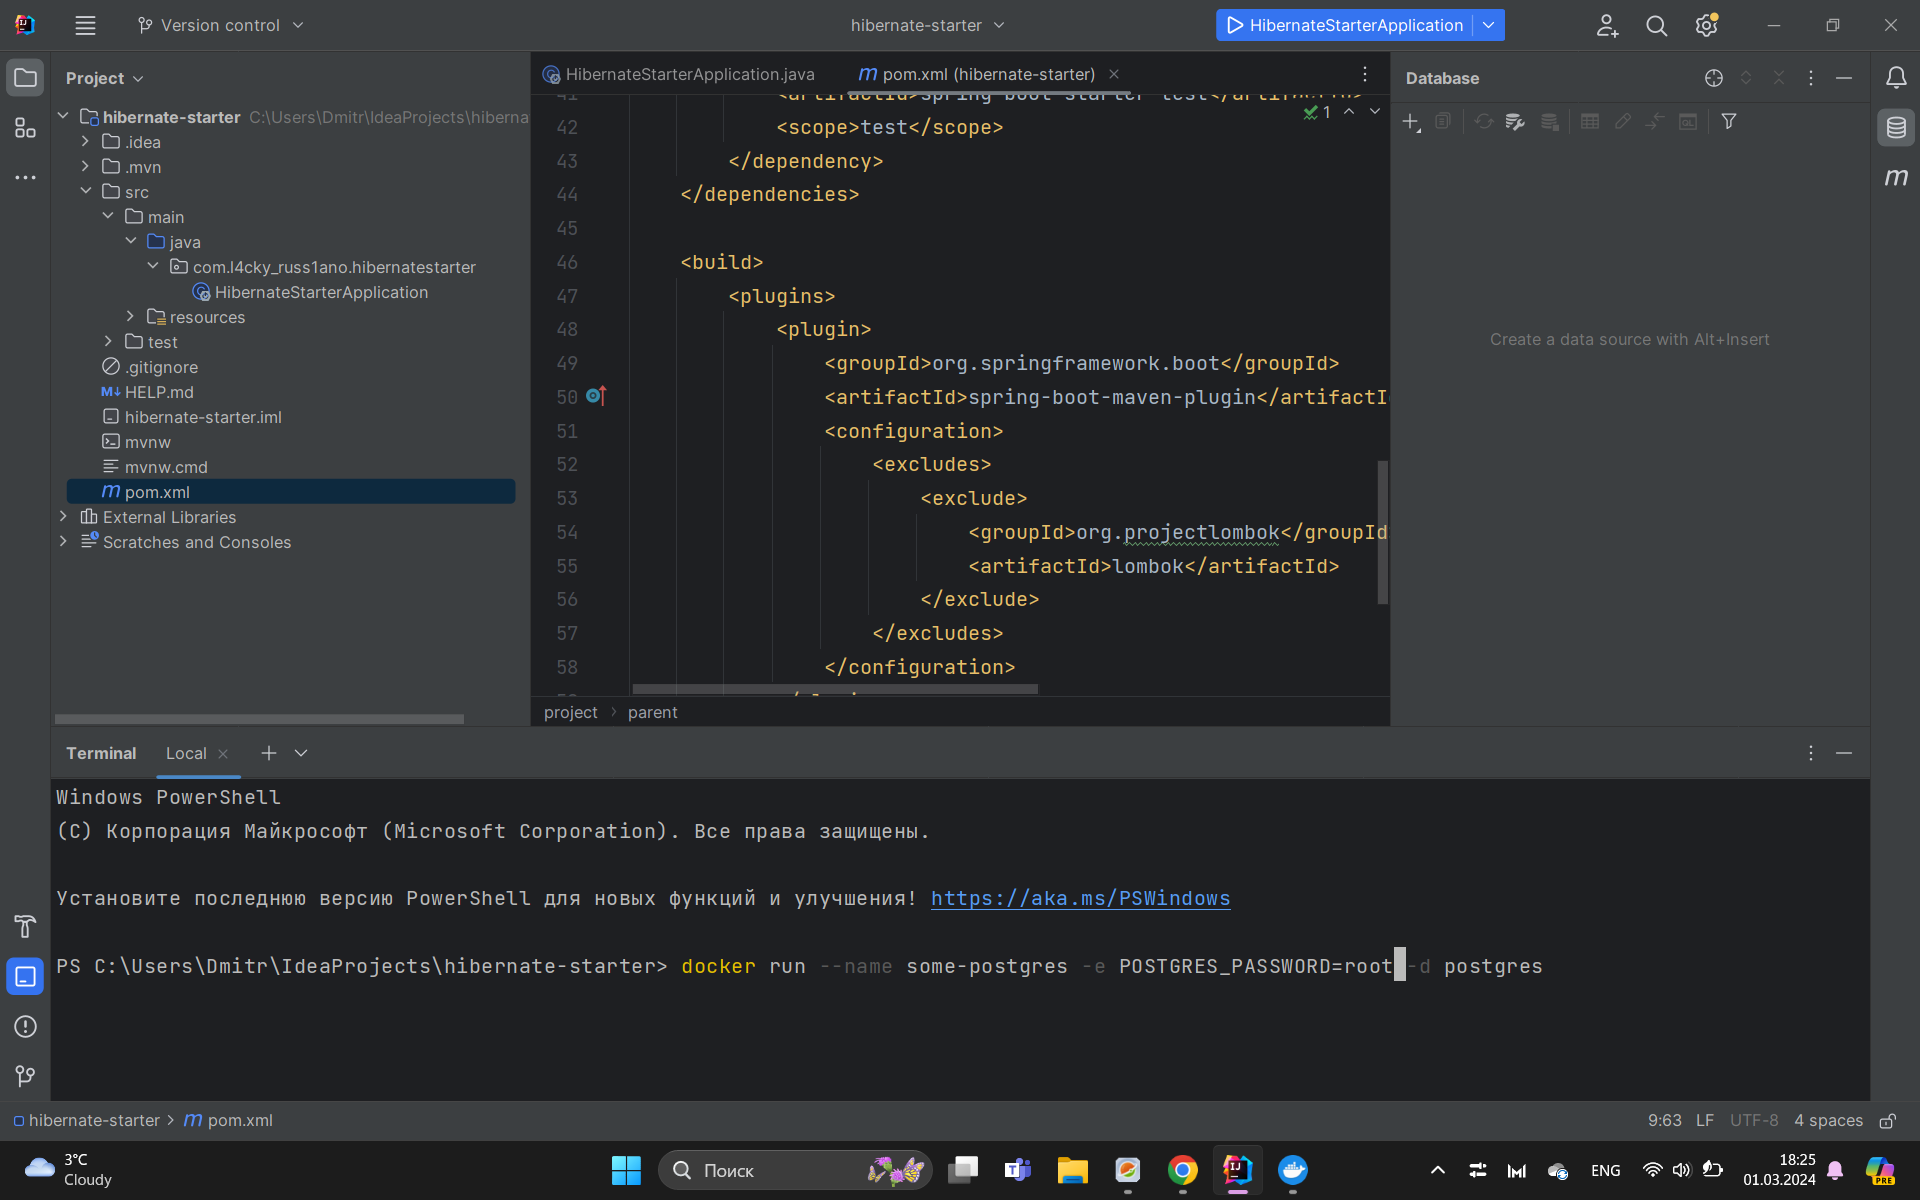 Version control
hibernate-starter
HibernateStarterApplication
Project
hibernate-starter C:\Users\Dmitr\IdeaProjects\hiberna
.idea
.mvn
src
main
java
com.l4cky_russ1ano.hibernatestarter
HibernateStarterApplication
resources
test
.gitignore
HELP.md
hibernate-starter.iml
mvnw
mvnw.cmd
pom.xml
External Libraries
Scratches and Consoles
HibernateStarterApplication.java
pom.xml (hibernate-starter)
41 <artifactId>spring-boot-starter-test</artifactId>
1
42 <scope>test</scope>
43 </dependency>
44 </dependencies>
45
46 <build>
47 <plugins>
48 <plugin>
49 <groupId>org.springframework.boot</groupId>
50 <artifactId>spring-boot-maven-plugin</artifactI
51 <configuration>
52 <excludes>
53 <exclude>
54 <groupId>org.projectlombok</groupId
55 <artifactId>lombok</artifactId>
56 </exclude>
57 </excludes>
58 </configuration>
project > parent
Database
Create a data source with Alt+Insert
Terminal Local
Windows PowerShell
(C) Корпорация Майкрософт (Microsoft Corporation). Все права защищены.
Установите последнюю версию PowerShell для новых функций и улучшения! https://aka.ms/PSWindows
PS C:\Users\Dmitr\IdeaProjects\hibernate-starter> docker run --name some-postgres -e POSTGRES_PASSWORD=root -d postgres
hibernate-starter > pom.xml
9:63 LF UTF-8 4 spaces
3°C
Cloudy
Поиск
ENG
18:25
01.03.2024
PRE